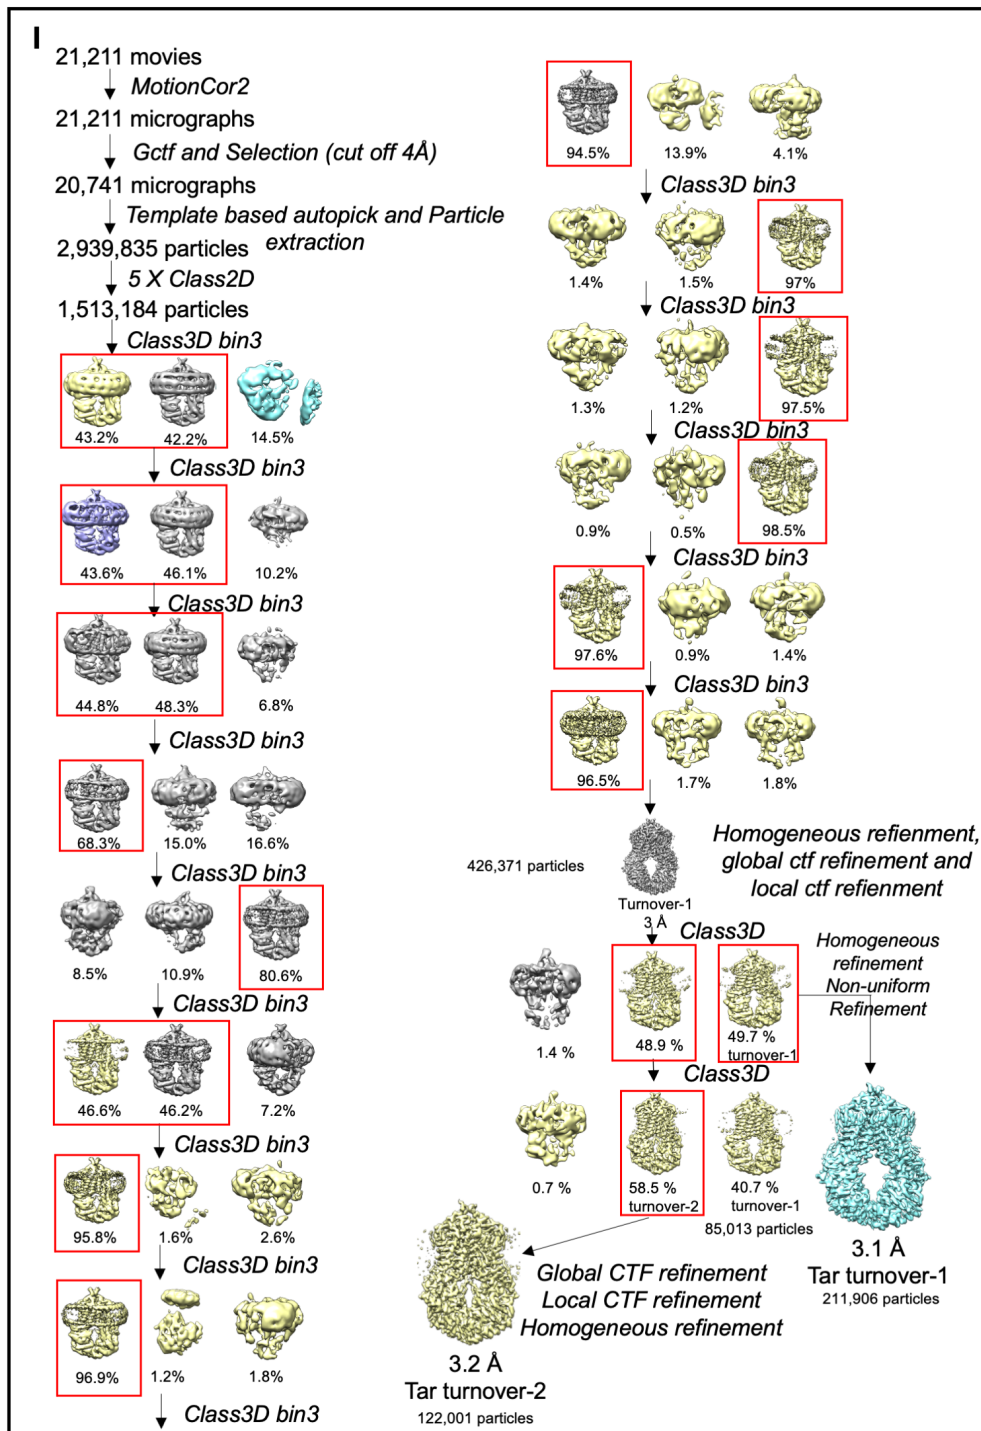 I
21,211 movies
MotionCor2
21,211 micrographs
Gctf and Selection (cut off 4Å)
20,741 micrographs
Template based autopick and Particle
extraction
2,939,835 particles
5 X Class2D
1,513,184 particles
Class3D bin3
43.2% 42.2% 14.5%
Class3D bin3
43.6% 46.1% 10.2%
Class3D bin3
44.8% 48.3% 6.8%
Class3D bin3
68.3% 15.0% 16.6%
Class3D bin3
8.5% 10.9% 80.6%
Class3D bin3
46.6% 46.2% 7.2%
Class3D bin3
95.8% 1.6% 2.6%
Class3D bin3
96.9% 1.2% 1.8%
Class3D bin3
94.5% 13.9% 4.1%
Class3D bin3
1.4% 1.5% 97%
Class3D bin3
1.3% 1.2% 97.5%
Class3D bin3
0.9% 0.5% 98.5%
Class3D bin3
97.6% 0.9% 1.4%
Class3D bin3
96.5% 1.7% 1.8%
426,371 particles
Turnover-1
3 Å
Homogeneous refienment,
global ctf refinement and
local ctf refienment
Class3D
1.4 % 48.9 % 49.7 %
turnover-1
Homogeneous
refinement
Non-uniform
Refinement
Class3D
0.7 % 58.5 % 40.7 %
turnover-2 turnover-1
85,013 particles
3.1 Å
Tar turnover-1
211,906 particles
Global CTF refinement
Local CTF refinement
Homogeneous refinement
3.2 Å
Tar turnover-2
122,001 particles